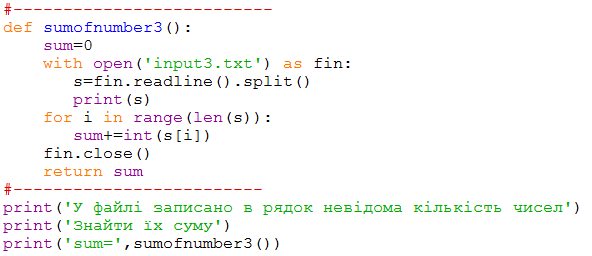 #--------------------------
def sumofnumber3():
    sum=0
    with open('input3.txt') as fin:
       s=fin.readline().split()
       print(s)
    for i in range(len(s)):
       sum+=int(s[i])
    fin.close()
    return sum
#-------------------------
print('У файлі записано в рядок невідома кількість чисел')
print('Знайти їх суму')
print('sum=',sumofnumber3())